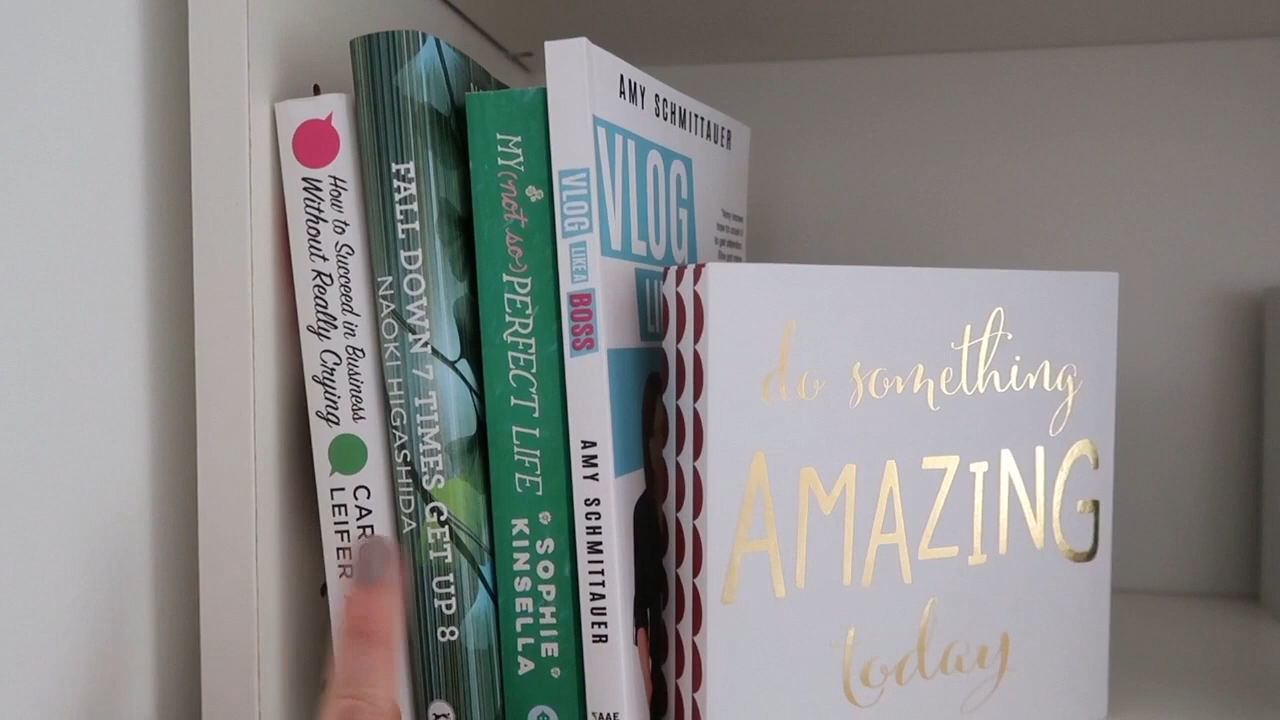 How to Succeed in Business
Without Really Crying
LEIFER
FALL DOWN 7 TIMES GET UP 8
NAOKI HIGASHIDA
MY (not so) PERFECT LIFE
SOPHIE
KINSELLA
VLOG LIKE A BOSS
AMY SCHMITTAUER
AMY SCHMITTAUER
VLOG
do something
AMAZING
today